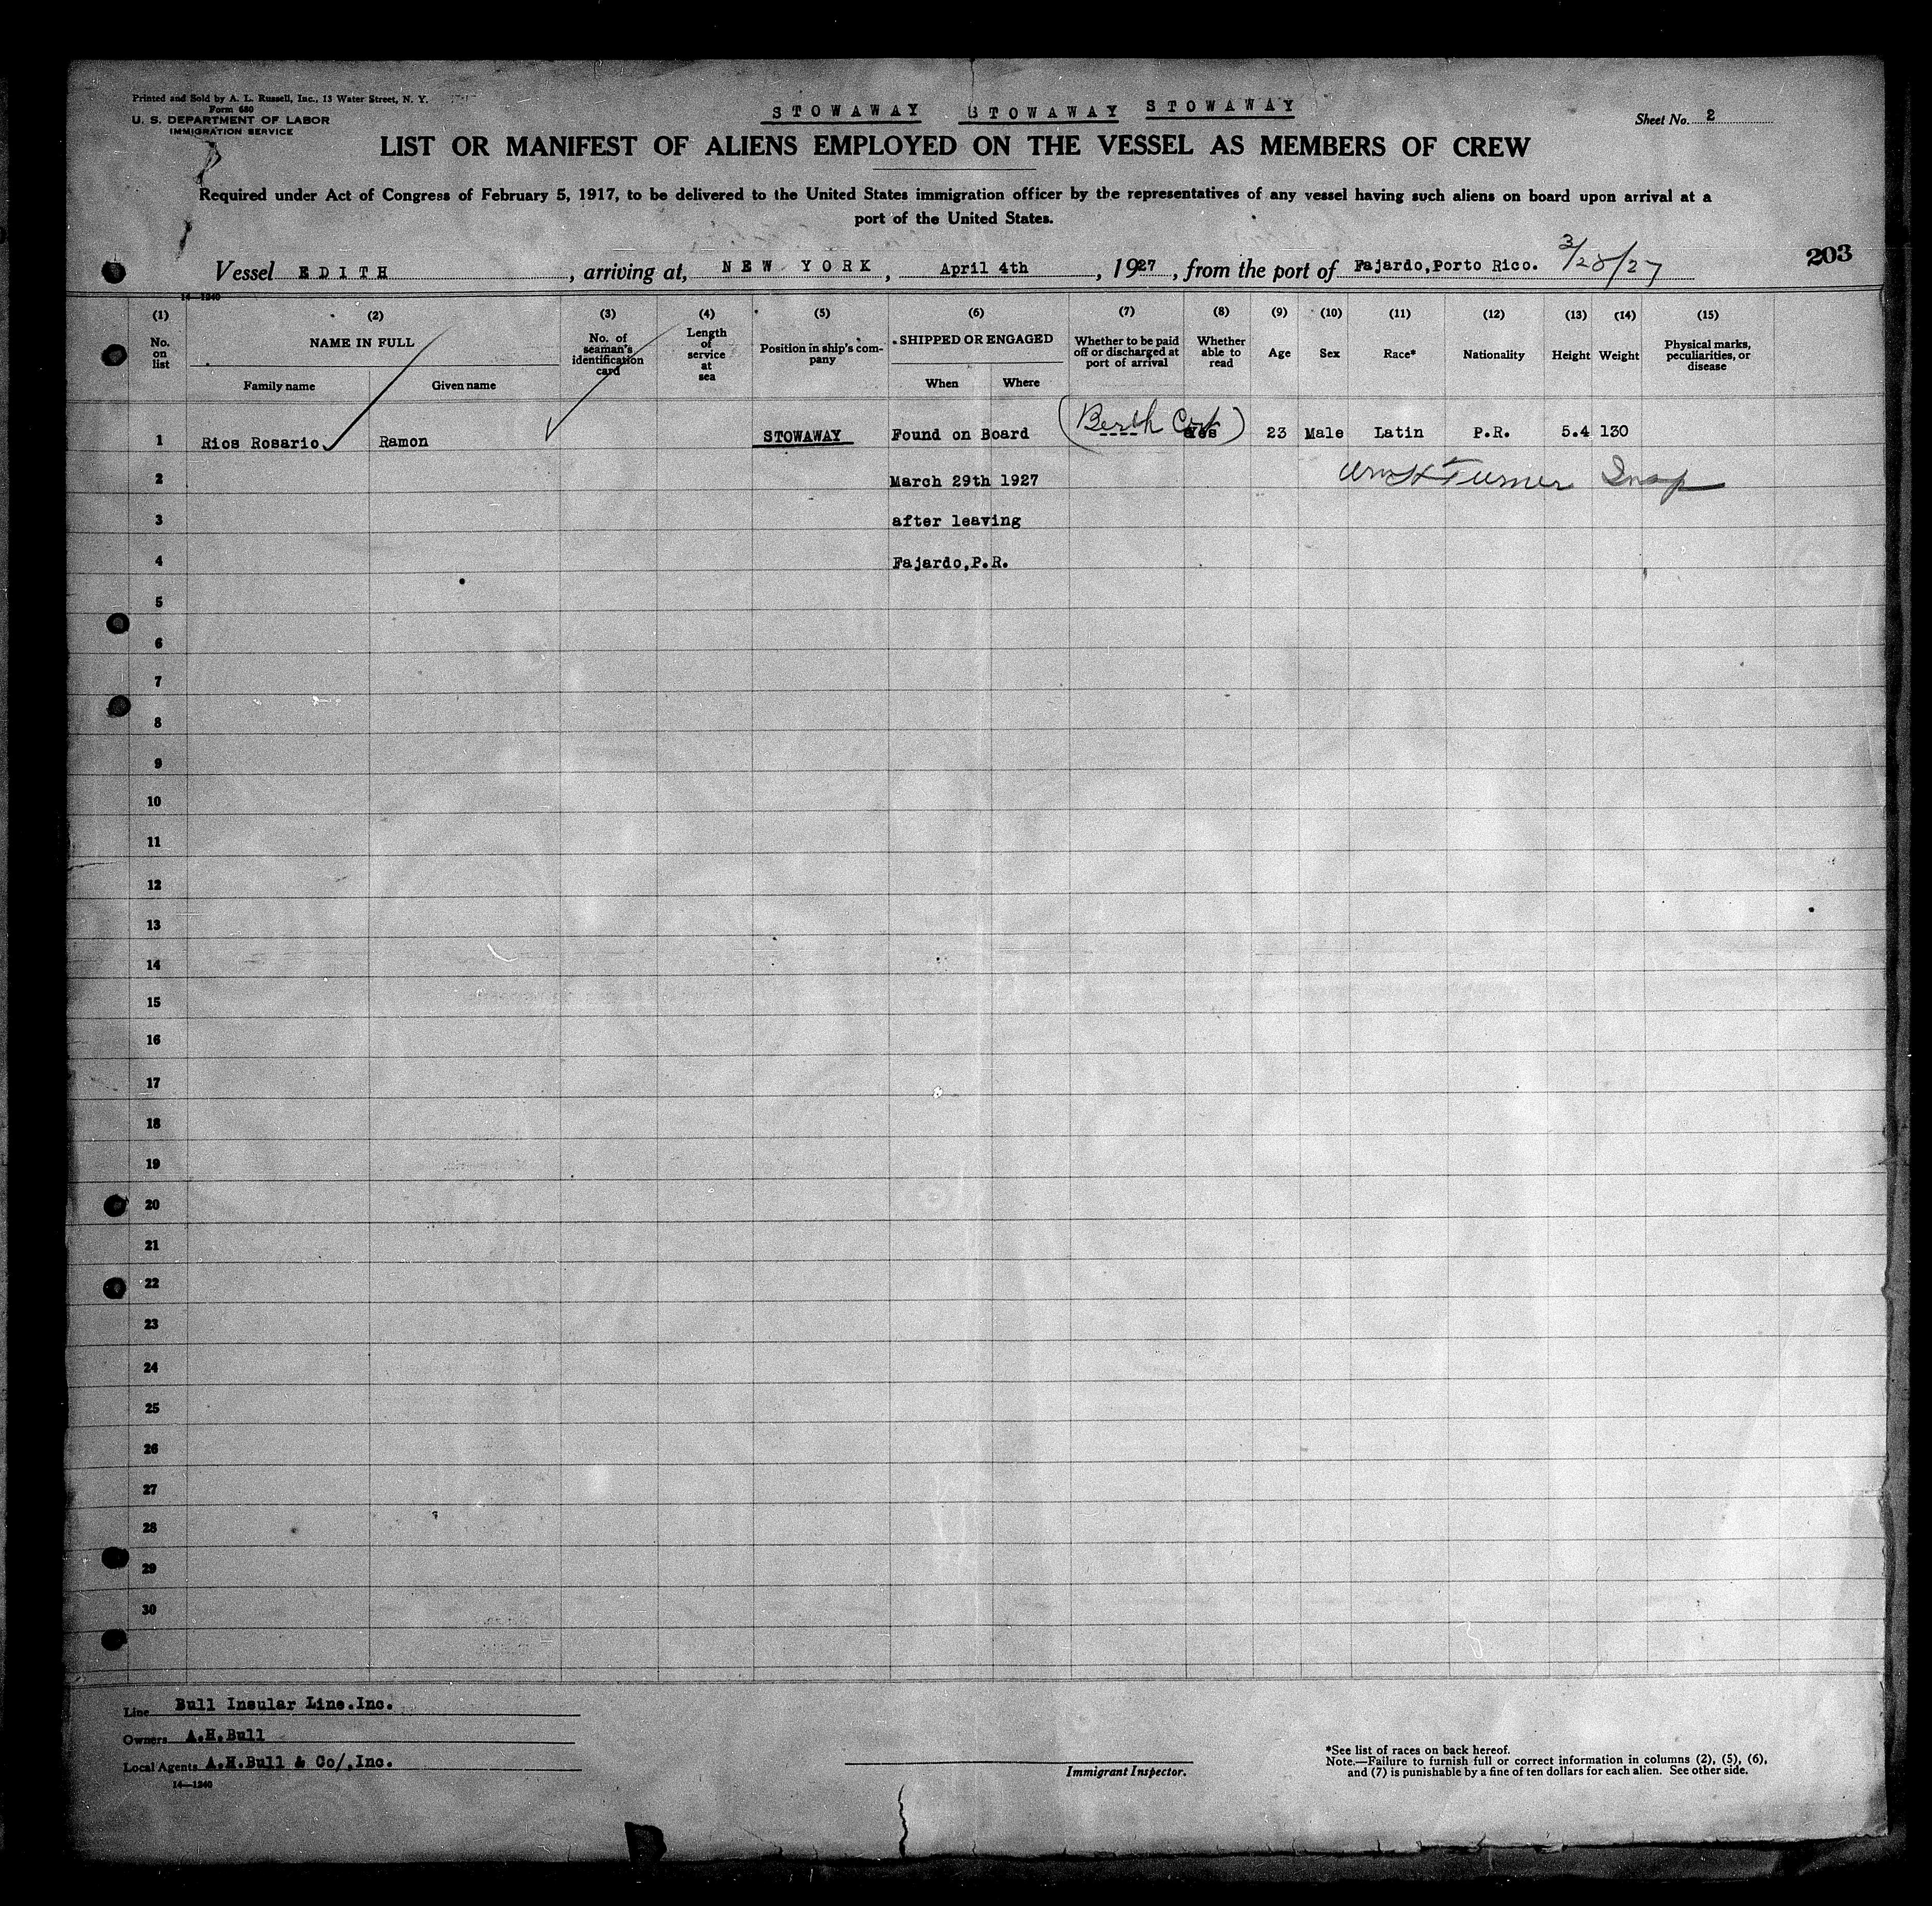 Printed and Sold by A. L. Russell, Inc., 13 Water Street, N. Y.
Form 680
U. S. DEPARTMENT OF LABOR
IMMIGRATION SERVICE
STOWAWAY STOWAWAY STOWAWAY
Sheet No. 2
LIST OR MANIFEST OF ALIENS EMPLOYED ON THE VESSEL AS MEMBERS OF CREW
Required under Act of Congress of February 5, 1917, to be delivered to the United States immigration officer by the representatives of any vessel having such aliens on board upon arrival at a
port of the United States.
Vessel EDITH, arriving at, NEW YORK, April 4th, 1927, from the port of Fajardo,Porto Rico. 3/28/27
203
14—1240
(1) (2) (3) (4) (5) (6) (7) (8) (9) (10) (11) (12) (13) (14) (15)
No. on list
NAME IN FULL
Family name
Given name
No. of seaman's identification card
Length of service at sea
Position in ship's company
SHIPPED OR ENGAGED
When
Where
Whether to be paid off or discharged at port of arrival
Whether able to read
Age
Sex
Race*
Nationality
Height
Weight
Physical marks, peculiarities, or disease
1 Rios Rosario Ramon STOWAWAY Found on Board (Berth Cert) Yes 23 Male Latin P.R. 5.4 130
2 March 29th 1927 Wm H Turner Insp
3 after leaving
4 Fajardo,P.R.
5
6
7
8
9
10
11
12
13
14
15
16
17
18
19
20
21
22
23
24
25
26
27
28
29
30
Line Bull Insular Line.Inc.
Owners A.H.Bull
Local Agents A.H.Bull & Co/,Inc.
14—1240
Immigrant Inspector.
*See list of races on back hereof.
Note.—Failure to furnish full or correct information in columns (2), (5), (6),
and (7) is punishable by a fine of ten dollars for each alien. See other side.